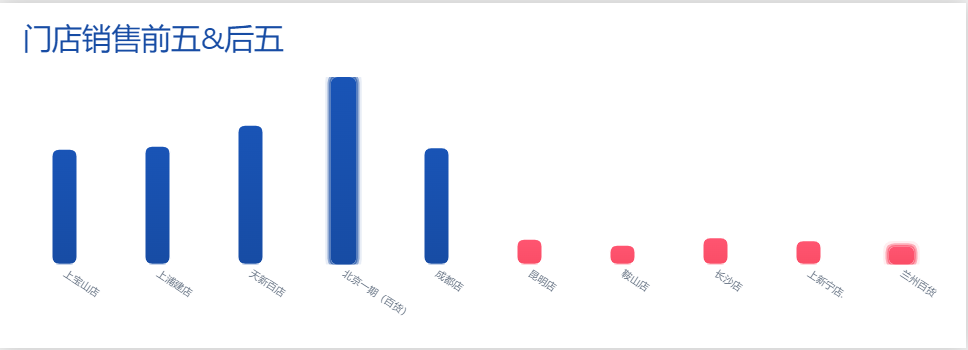 门店销售前五&后五
上宝山店
上浦建店
天新百店
北京一期（百货）
成都店
昆明店
鞍山店
长沙店
上新宁店.
兰州百货